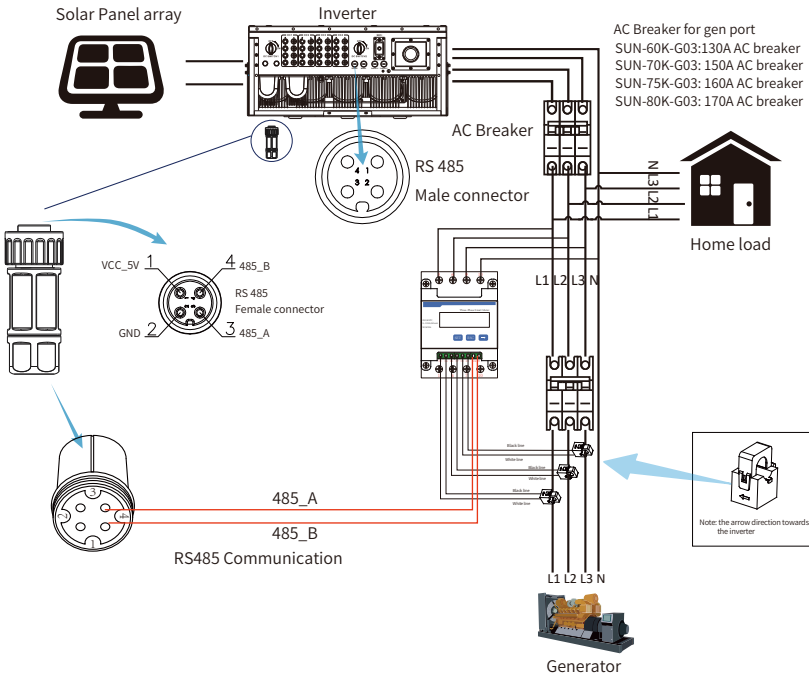 Solar Panel array
Inverter
AC Breaker for gen port
SUN-60K-G03:130A AC breaker
SUN-70K-G03: 150A AC breaker
SUN-75K-G03: 160A AC breaker
SUN-80K-G03: 170A AC breaker
AC Breaker
4 1
3 2
RS 485
Male connector
N
L3
L2
L1
Home load
VCC_5V 1
4 485_B
RS 485
Female connector
GND 2
3 485_A
L1 L2 L3 N
Black line
White line
Black line
White line
Black line
White line
Note: the arrow direction towards
the inverter
3
2
4
1
485_A
485_B
RS485 Communication
L1 L2 L3 N
Generator